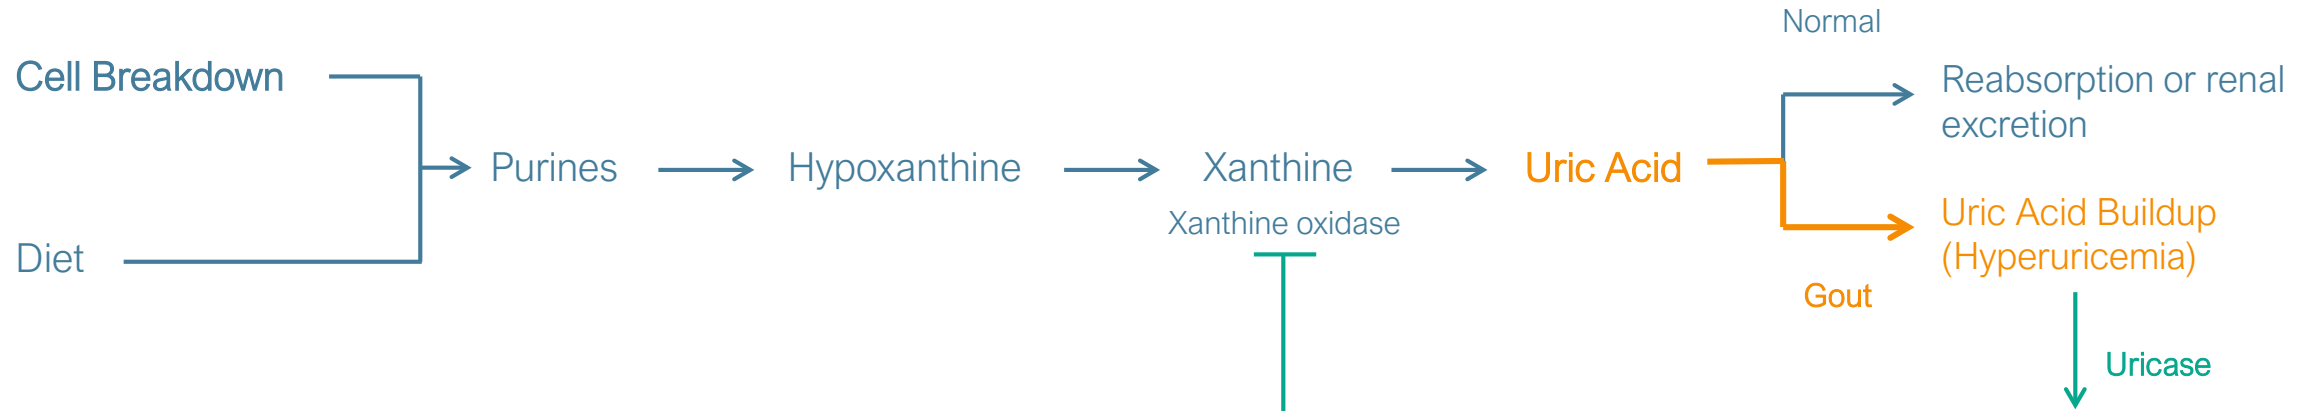 Normal
Cell Breakdown
Reabsorption or renal
excretion
Purines
Hypoxanthine
Xanthine
Uric Acid
Xanthine oxidase
Uric Acid Buildup
(Hyperuricemia)
Diet
Gout
Uricase